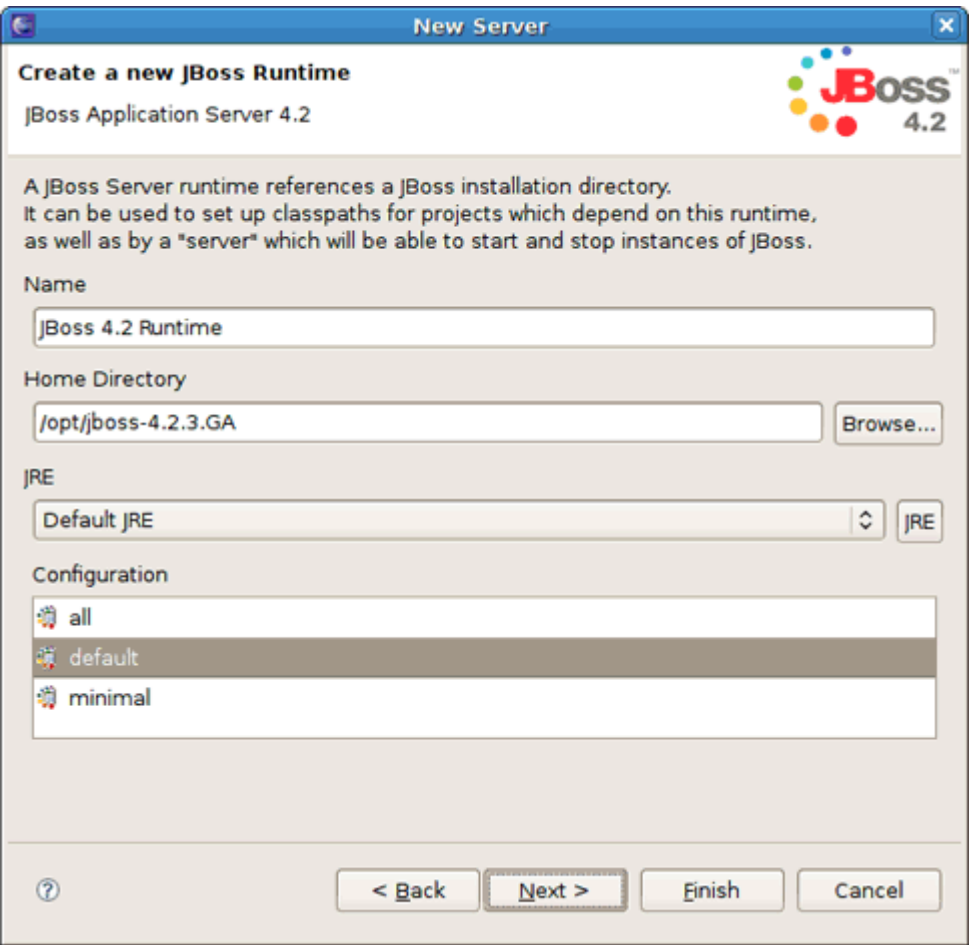 New Server
Create a new JBoss Runtime
JBoss Application Server 4.2
JBoss™
4.2
A JBoss Server runtime references a JBoss installation directory.
It can be used to set up classpaths for projects which depend on this runtime,
as well as by a "server" which will be able to start and stop instances of JBoss.
Name
JBoss 4.2 Runtime
Home Directory
/opt/jboss-4.2.3.GA
Browse...
JRE
Default JRE
JRE
Configuration
all
default
minimal
?
< Back
Next >
Finish
Cancel